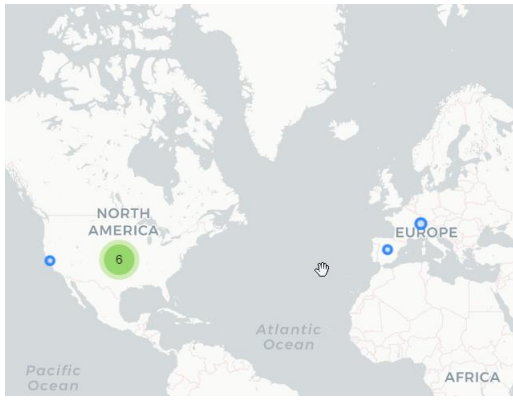 NORTH
AMERICA
6
EUROPE
Atlantic
Ocean
Pacific
Ocean
AFRICA